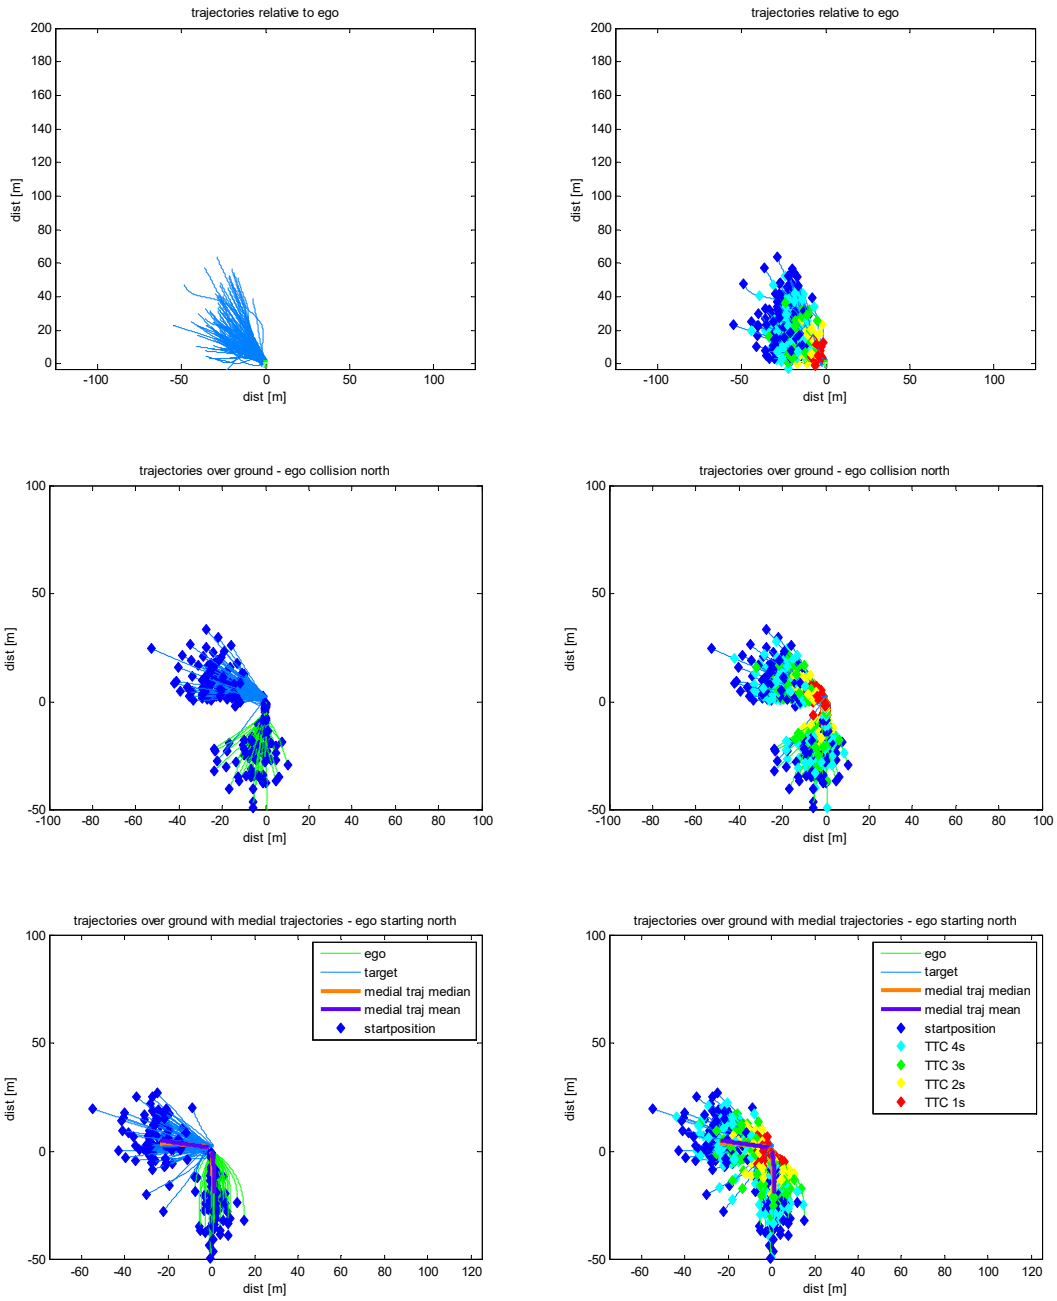 trajectories relative to ego
200
180
160
140
120
100
80
60
40
20
0
-100 -50 0 50 100
dist [m]
dist [m]
trajectories relative to ego
200
180
160
140
120
100
80
60
40
20
0
-100 -50 0 50 100
dist [m]
dist [m]
trajectories over ground - ego collision north
100
50
0
-50
-100 -80 -60 -40 -20 0 20 40 60 80 100
dist [m]
dist [m]
trajectories over ground - ego collision north
100
50
0
-50
-100 -80 -60 -40 -20 0 20 40 60 80 100
dist [m]
dist [m]
trajectories over ground with medial trajectories - ego starting north
100
50
0
-50
-60 -40 -20 0 20 40 60 80 100 120
dist [m]
dist [m]
ego
target
medial traj median
medial traj mean
startposition
trajectories over ground with medial trajectories - ego starting north
100
50
0
-50
-60 -40 -20 0 20 40 60 80 100 120
dist [m]
dist [m]
ego
target
medial traj median
medial traj mean
startposition
TTC 4s
TTC 3s
TTC 2s
TTC 1s